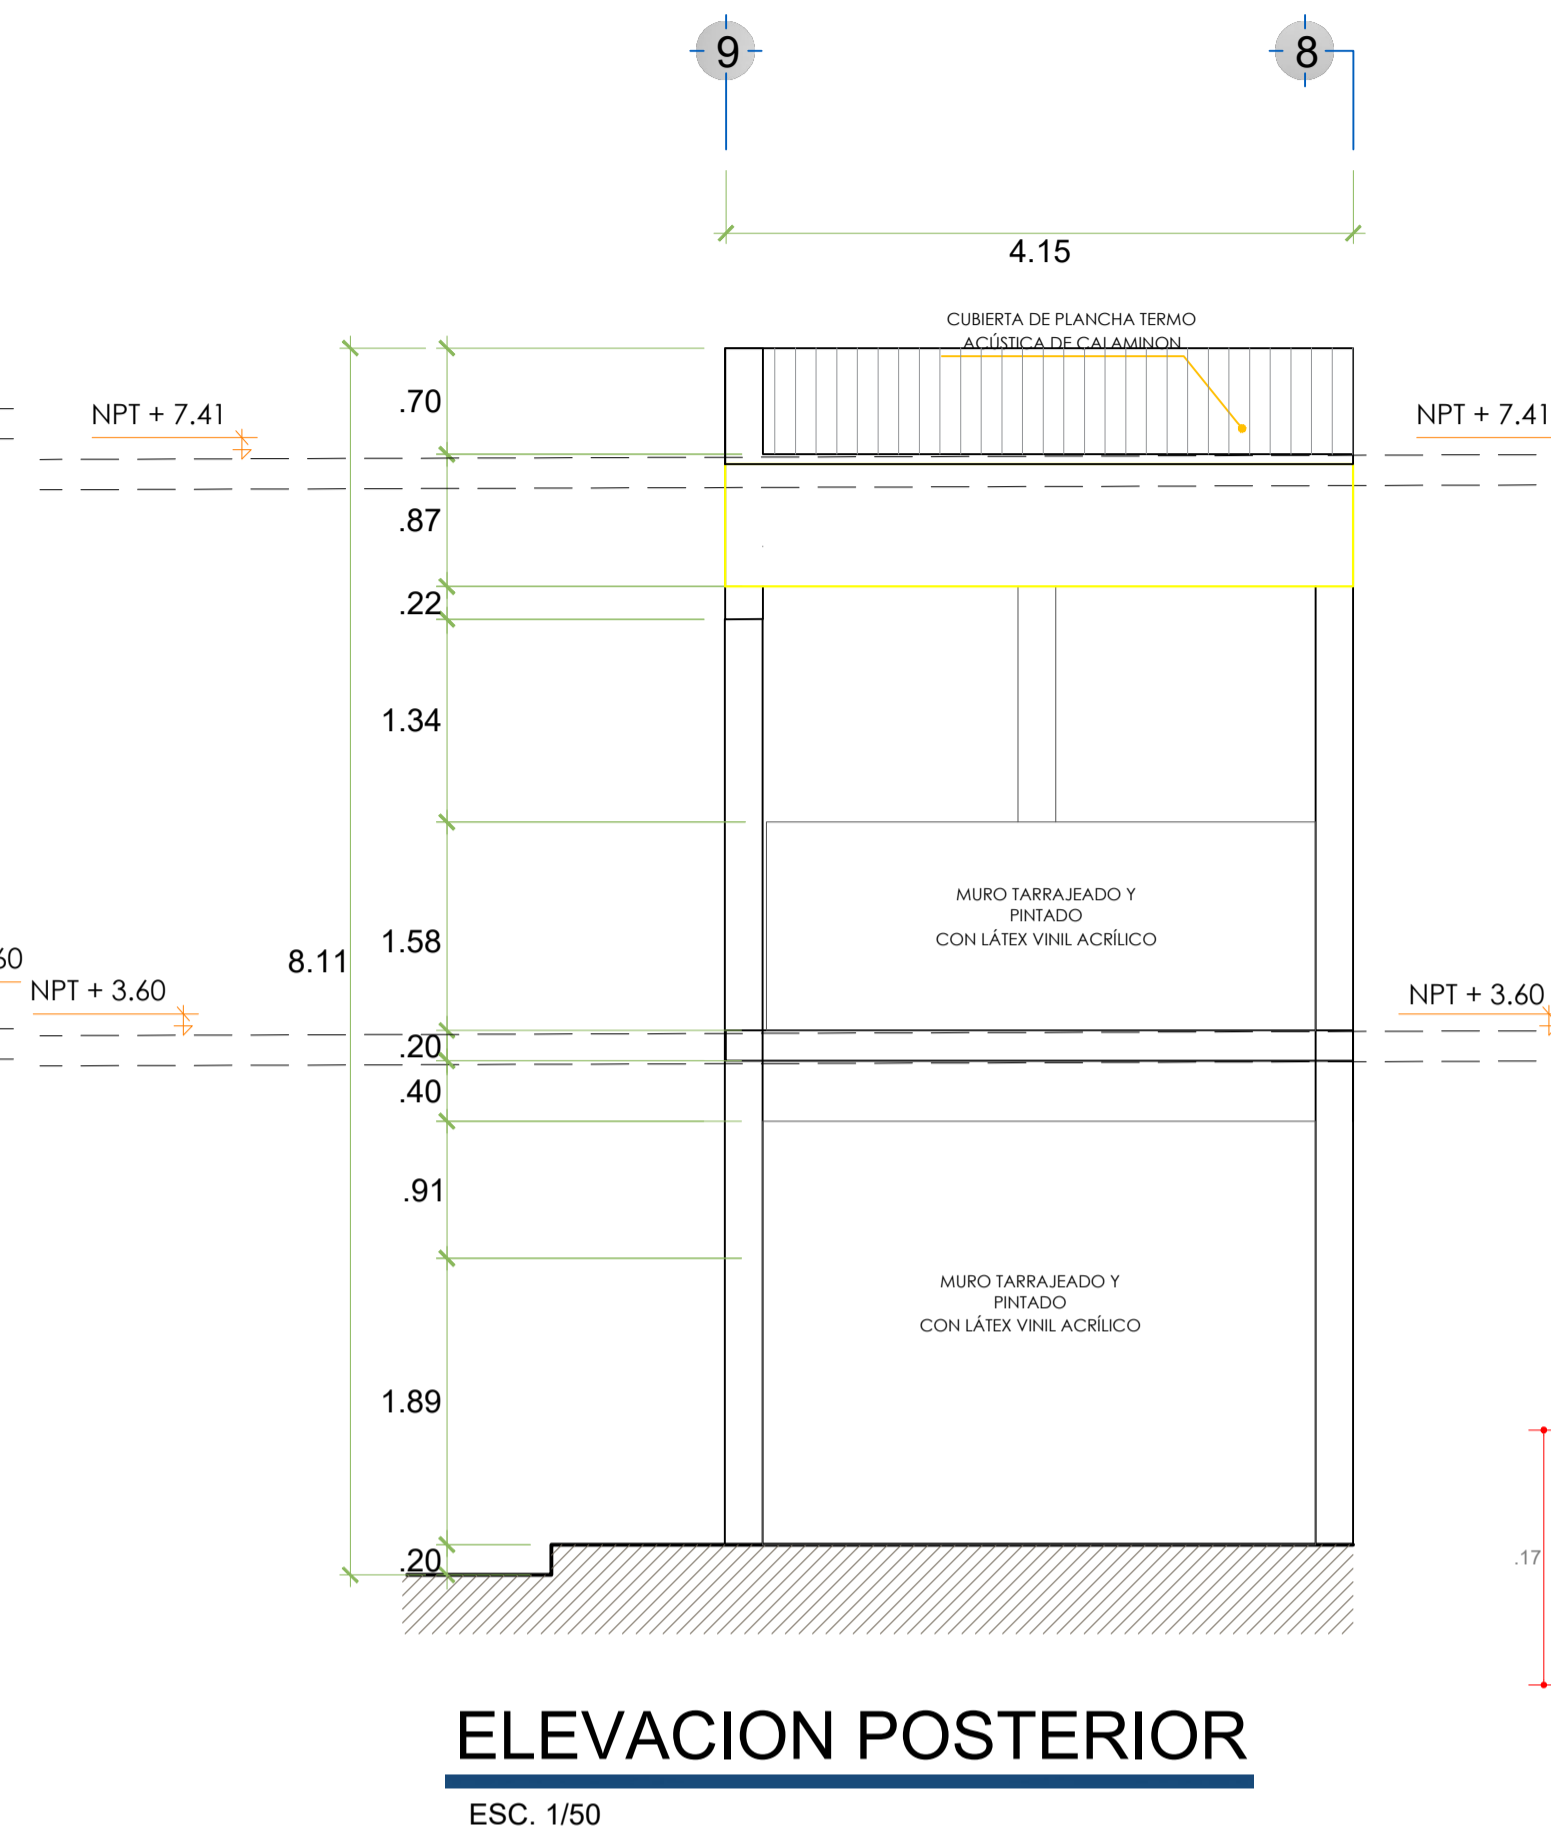 9
8
4.15
CUBIERTA DE PLANCHA TERMO
ACÚSTICA DE CALAMINON
.70
NPT + 7.41
NPT + 7.41
.87
.22
1.34
MURO TARRAJEADO Y
PINTADO
CON LÁTEX VINIL ACRÍLICO
1.58
8.11
60
NPT + 3.60
NPT + 3.60
.20
.40
.91
MURO TARRAJEADO Y
PINTADO
CON LÁTEX VINIL ACRÍLICO
1.89
.20
.17
ELEVACION POSTERIOR
ESC. 1/50